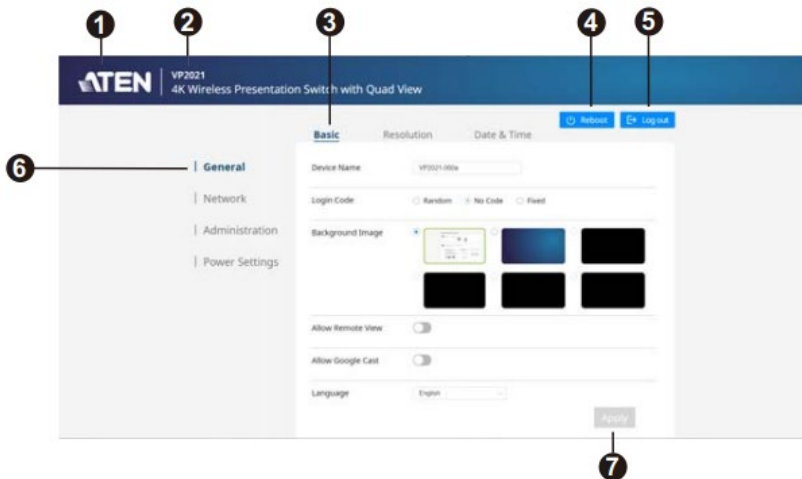 1 2 3 4 5
ATEN
VP2021
4K Wireless Presentation Switch with Quad View
Reboot Log out
Basic Resolution Date & Time
6
General
Network
Administration
Power Settings
Device Name VP2021-060a
Login Code Random No Code Fixed
Background Image
Allow Remote View
Allow Google Cast
Language English
Apply
7